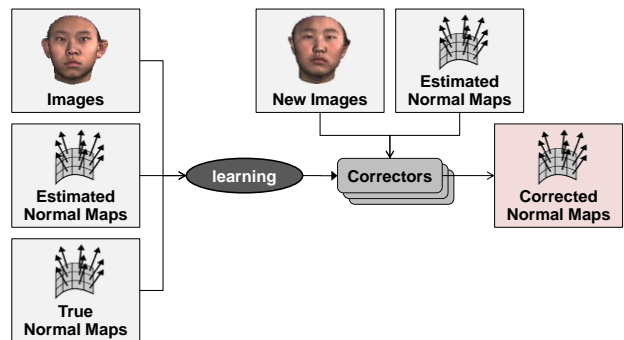 Images
Estimated
Normal Maps
True
Normal Maps
learning
New Images
Estimated
Normal Maps
Correctors
Corrected
Normal Maps